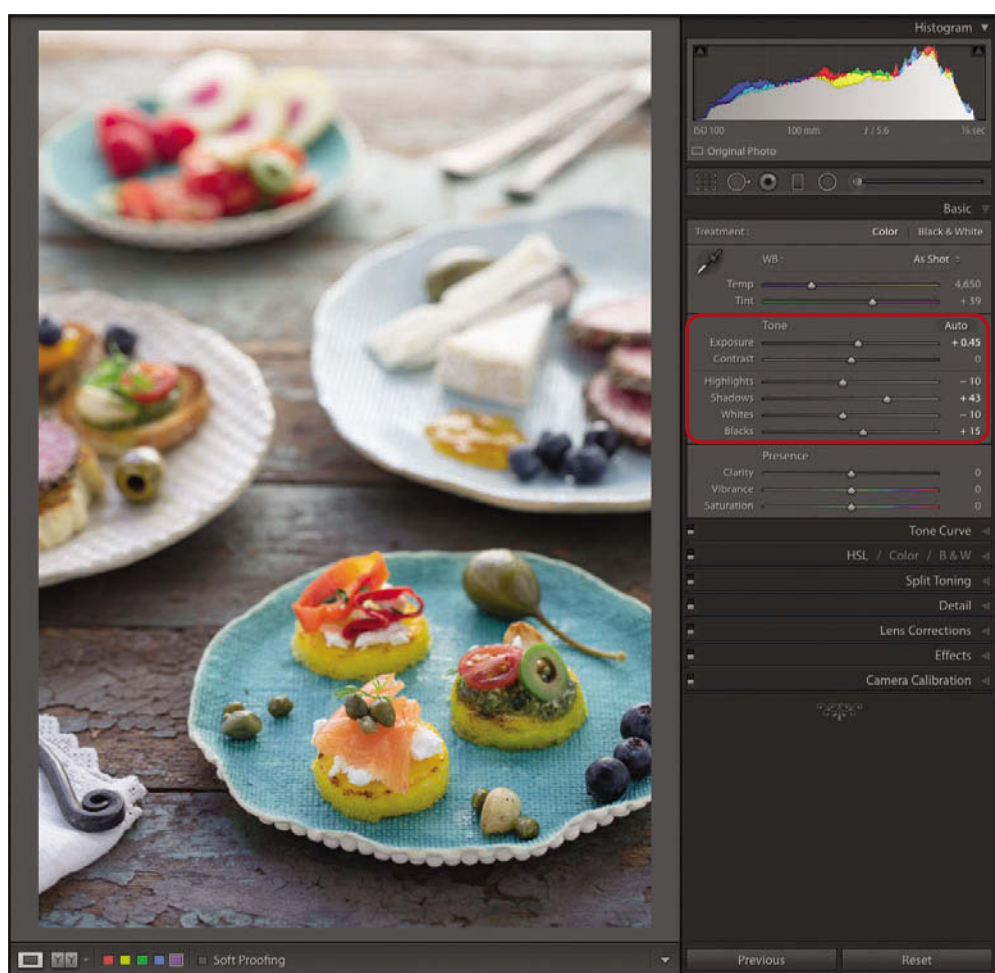 Histogram
ISO 100 100 mm f / 5.6
Original Photo
Basic
Treatment : Color Black & White
WB : As Shot
Temp 4,650
Tint + 39
Tone Auto
Exposure + 0.45
Contrast 0
Highlights – 10
Shadows + 43
Whites – 10
Blacks + 15
Presence
Clarity 0
Vibrance 0
Saturation 0
Tone Curve
HSL / Color / B & W
Split Toning
Detail
Lens Corrections
Effects
Camera Calibration
Y Y Soft Proofing Previous Reset